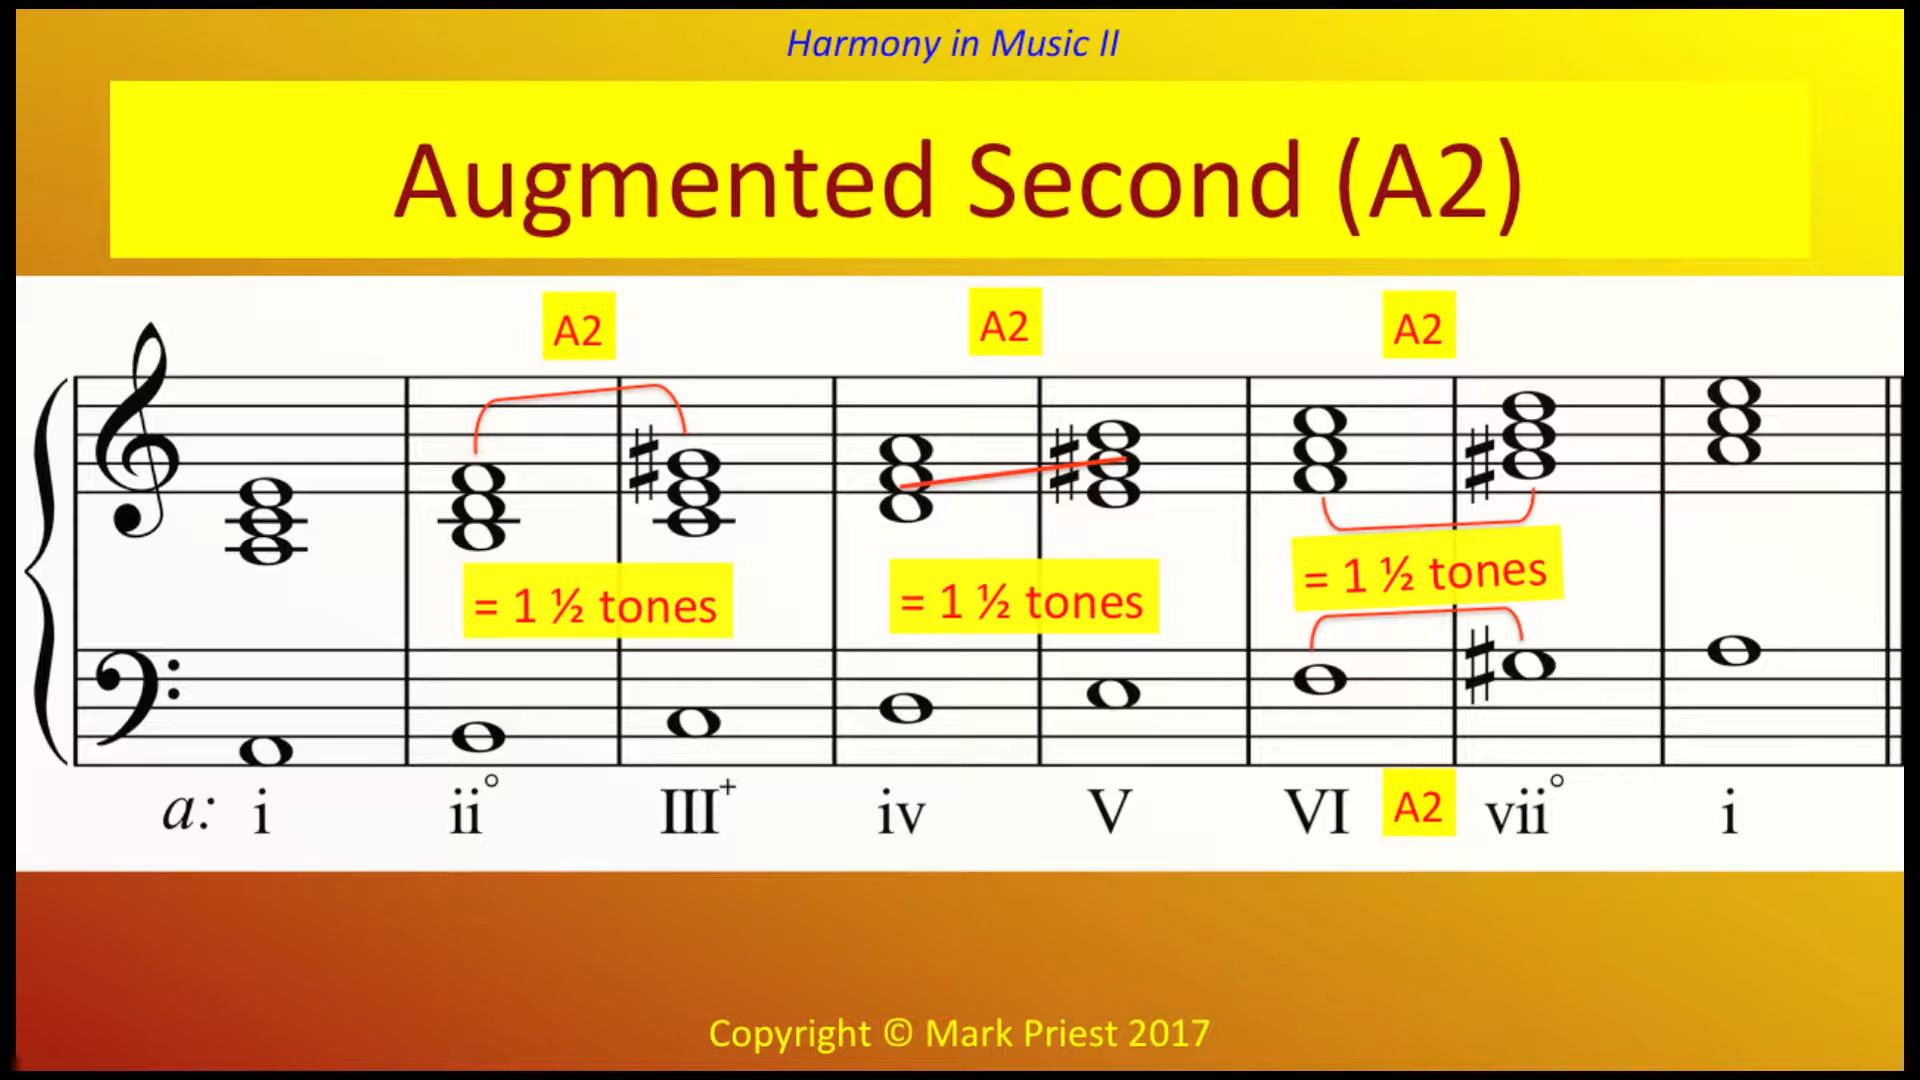 Harmony in Music II
Augmented Second (A2)
A2 A2 A2
= 1 ½ tones = 1 ½ tones = 1 ½ tones
a: i ii° III+ iv V VI A2 vii° i
Copyright © Mark Priest 2017